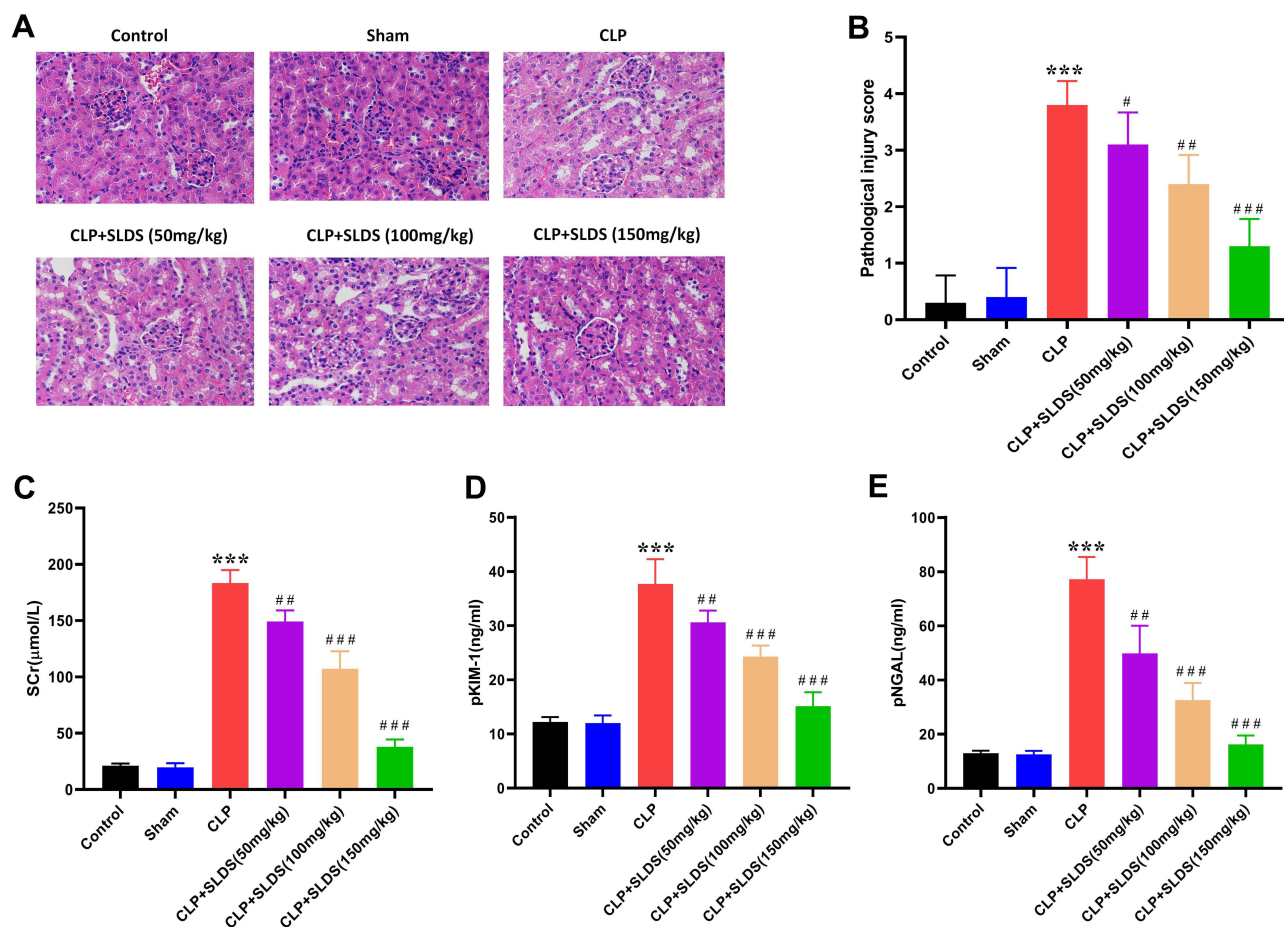 A
Control
Sham
CLP
CLP+SLDS (50mg/kg)
CLP+SLDS (100mg/kg)
CLP+SLDS (150mg/kg)
B
Pathological injury score
5
4
3
2
1
0
***
#
##
###
Control
Sham
CLP
CLP+SLDS(50mg/kg)
CLP+SLDS(100mg/kg)
CLP+SLDS(150mg/kg)
C
SCr(μmol/L)
250
200
150
100
50
0
***
##
###
###
Control
Sham
CLP
CLP+SLDS(50mg/kg)
CLP+SLDS(100mg/kg)
CLP+SLDS(150mg/kg)
D
pKIM-1(ng/ml)
50
40
30
20
10
0
***
##
###
###
Control
Sham
CLP
CLP+SLDS(50mg/kg)
CLP+SLDS(100mg/kg)
CLP+SLDS(150mg/kg)
E
pNGAL(ng/ml)
100
80
60
40
20
0
***
##
###
###
Control
Sham
CLP
CLP+SLDS(50mg/kg)
CLP+SLDS(100mg/kg)
CLP+SLDS(150mg/kg)